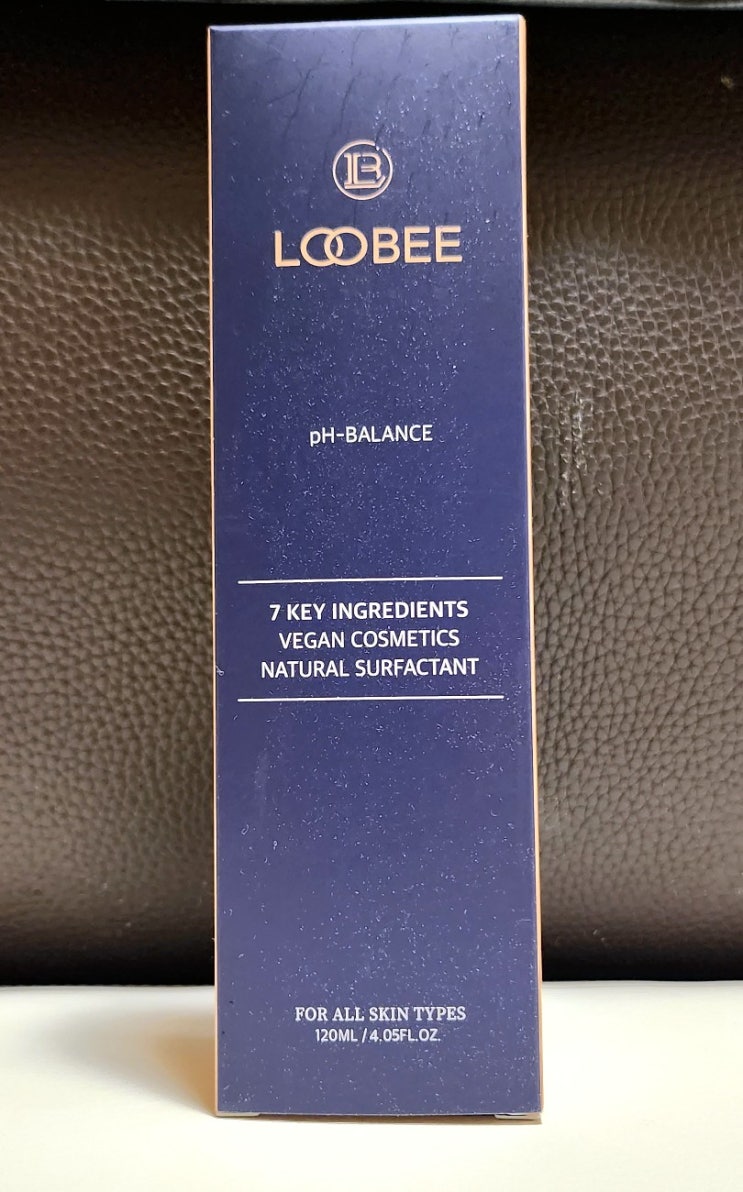 LB
LOOBEE
pH-BALANCE
7 KEY INGREDIENTS
VEGAN COSMETICS
NATURAL SURFACTANT
FOR ALL SKIN TYPES
120ML / 4.05FL.OZ.